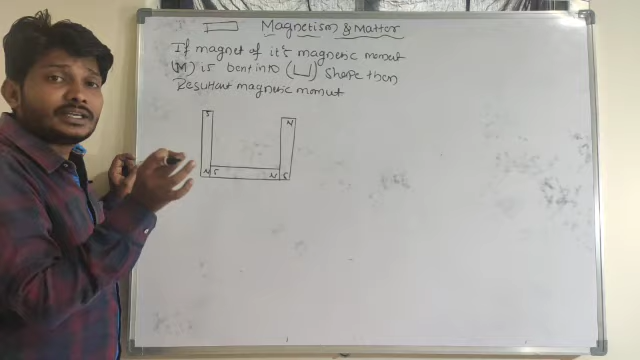 Magnetism & Matter
If magnet of it's magnetic moment
(M) is bent into (⊔) shape then
Resultant magnetic moment
S
N
N S
N S